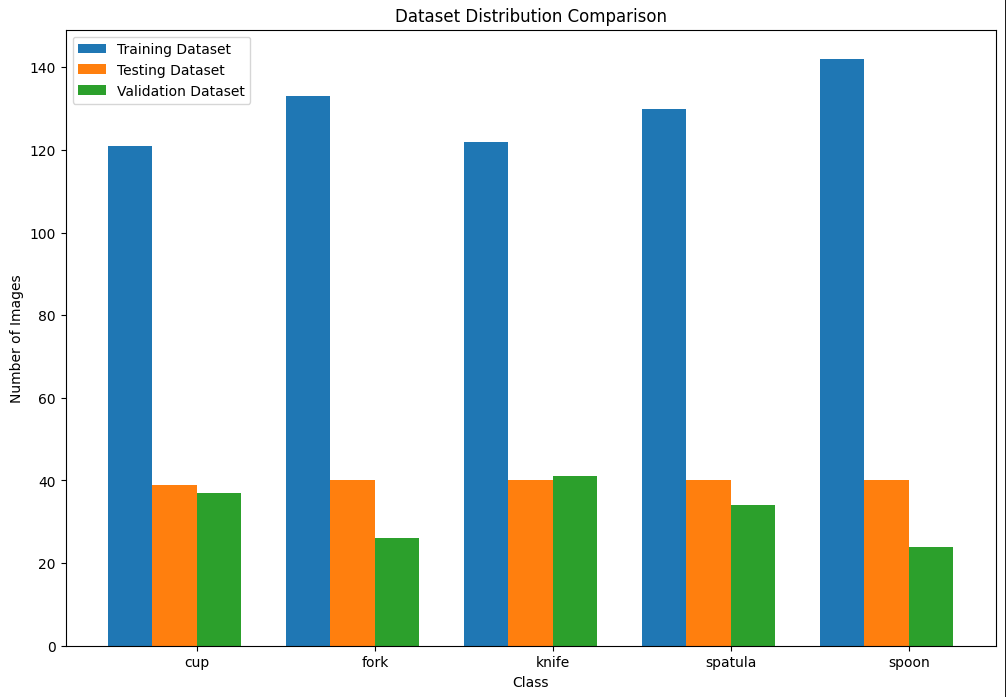 Dataset Distribution Comparison
Training Dataset
Testing Dataset
Validation Dataset
Number of Images
140
120
100
80
60
40
20
0
cup fork knife spatula spoon
Class